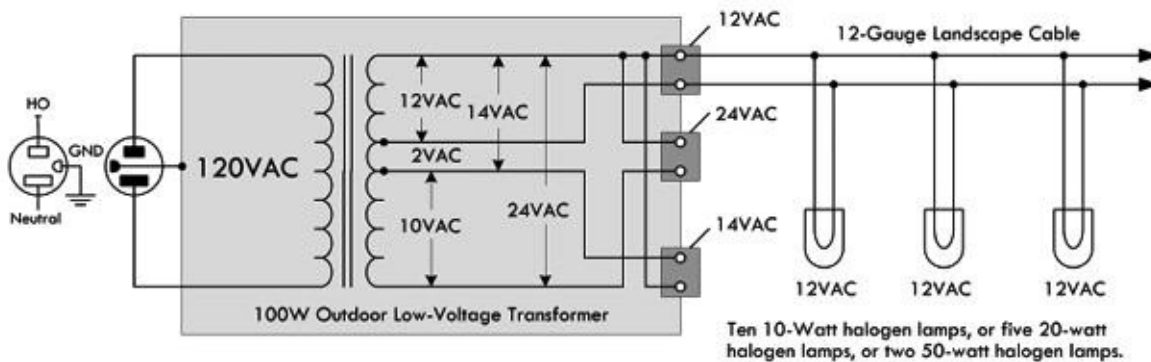 12VAC
12-Gauge Landscape Cable
HO
GND
Neutral
120VAC
12VAC
14VAC
2VAC
10VAC
24VAC
24VAC
14VAC
100W Outdoor Low-Voltage Transformer
12VAC
12VAC
12VAC
Ten 10-Watt halogen lamps, or five 20-watt
halogen lamps, or two 50-watt halogen lamps.